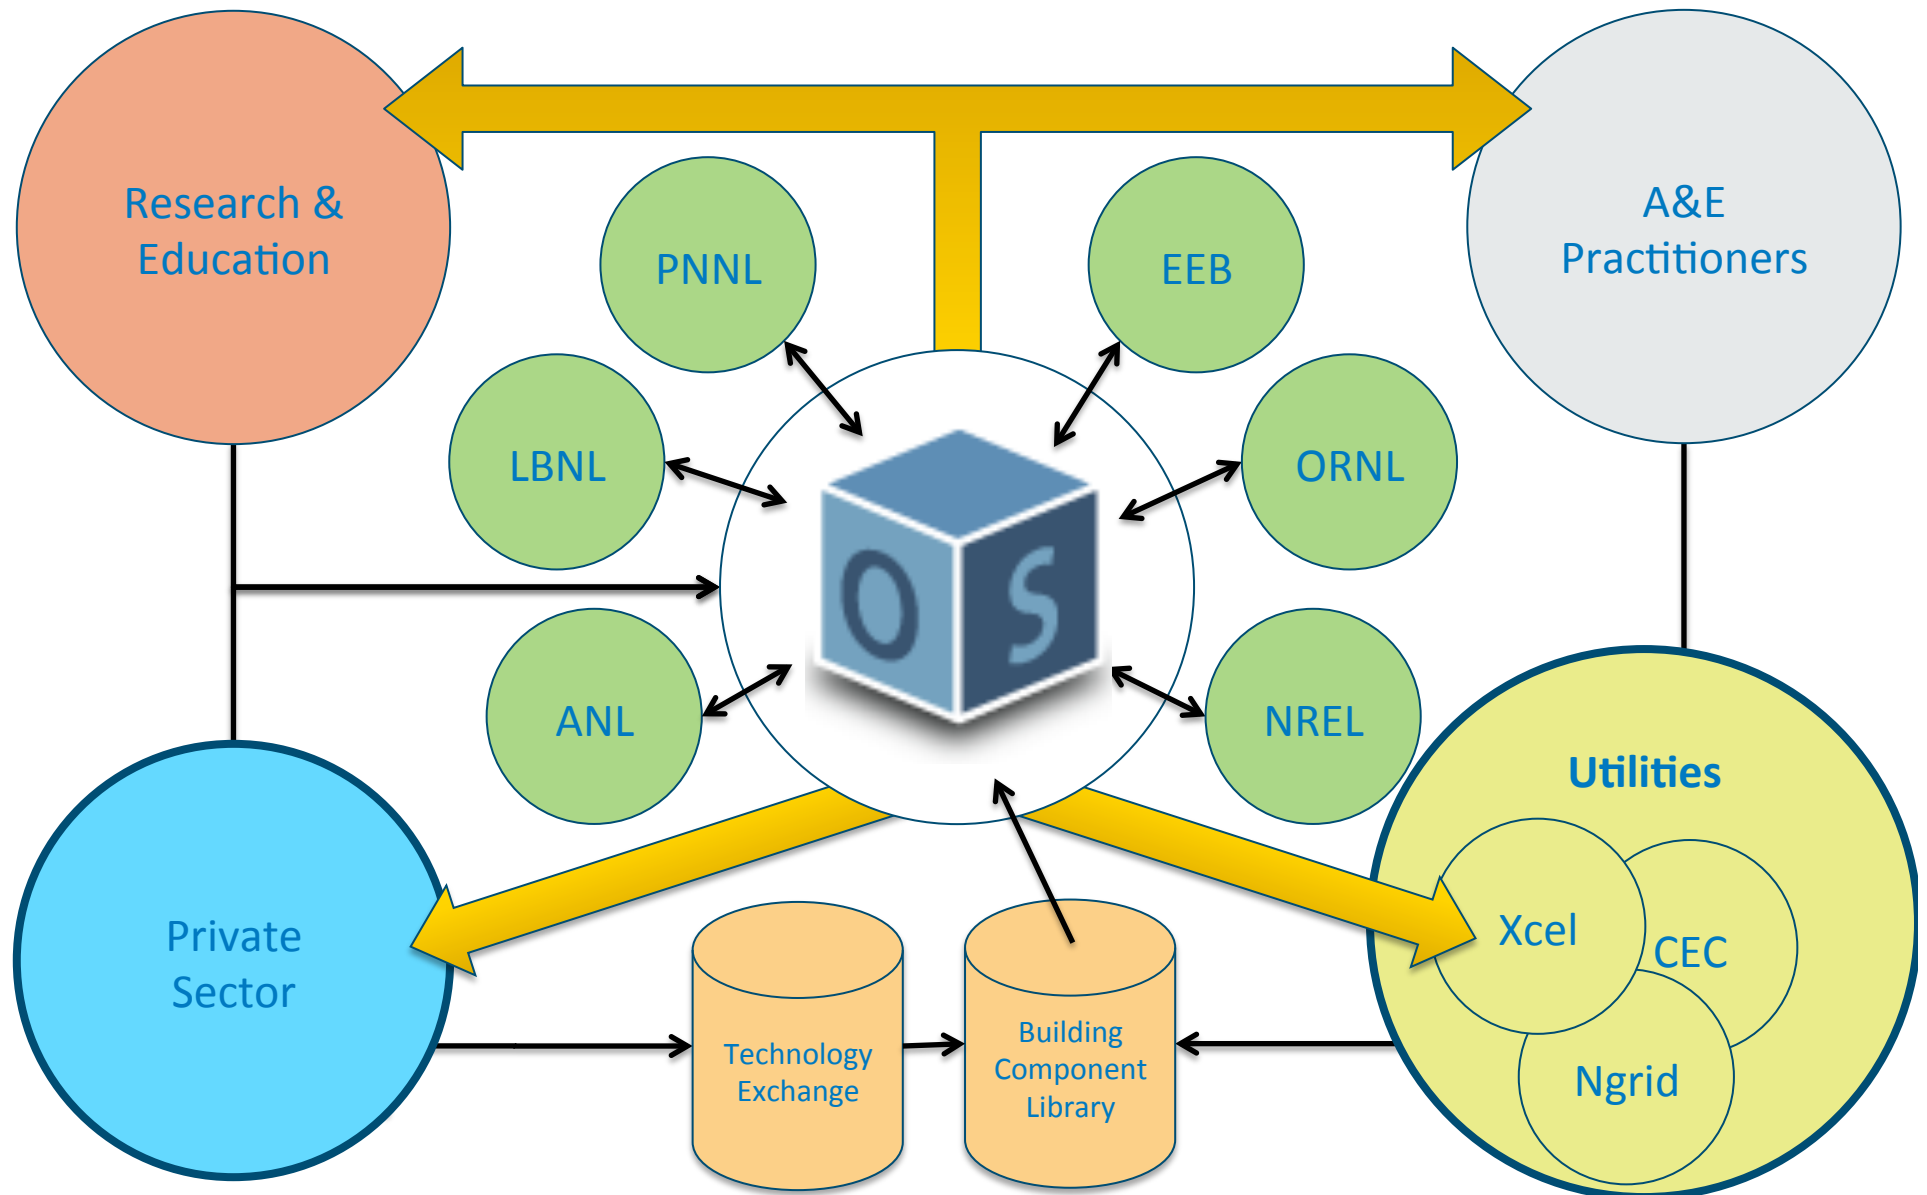 Research &
Education
A&E
Practitioners
PNNL
EEB
LBNL
ORNL
O S
ANL
NREL
Utilities
Private
Sector
Xcel
CEC
Ngrid
Technology
Exchange
Building
Component
Library